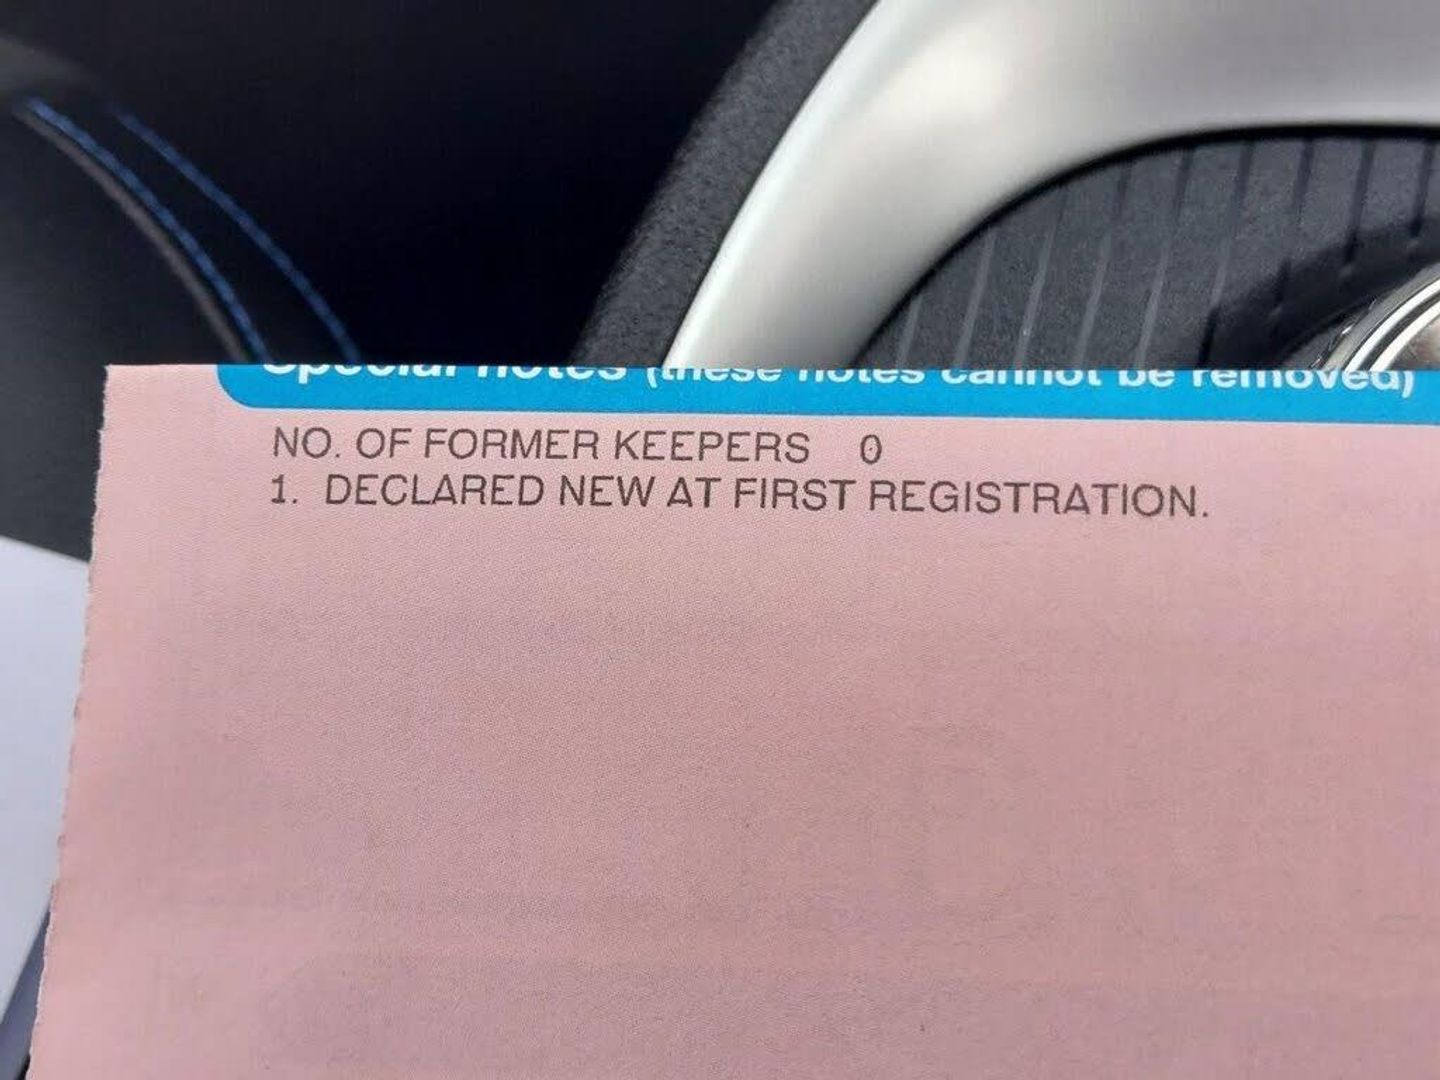 Special notes (these notes cannot be removed)
NO. OF FORMER KEEPERS 0
1. DECLARED NEW AT FIRST REGISTRATION.